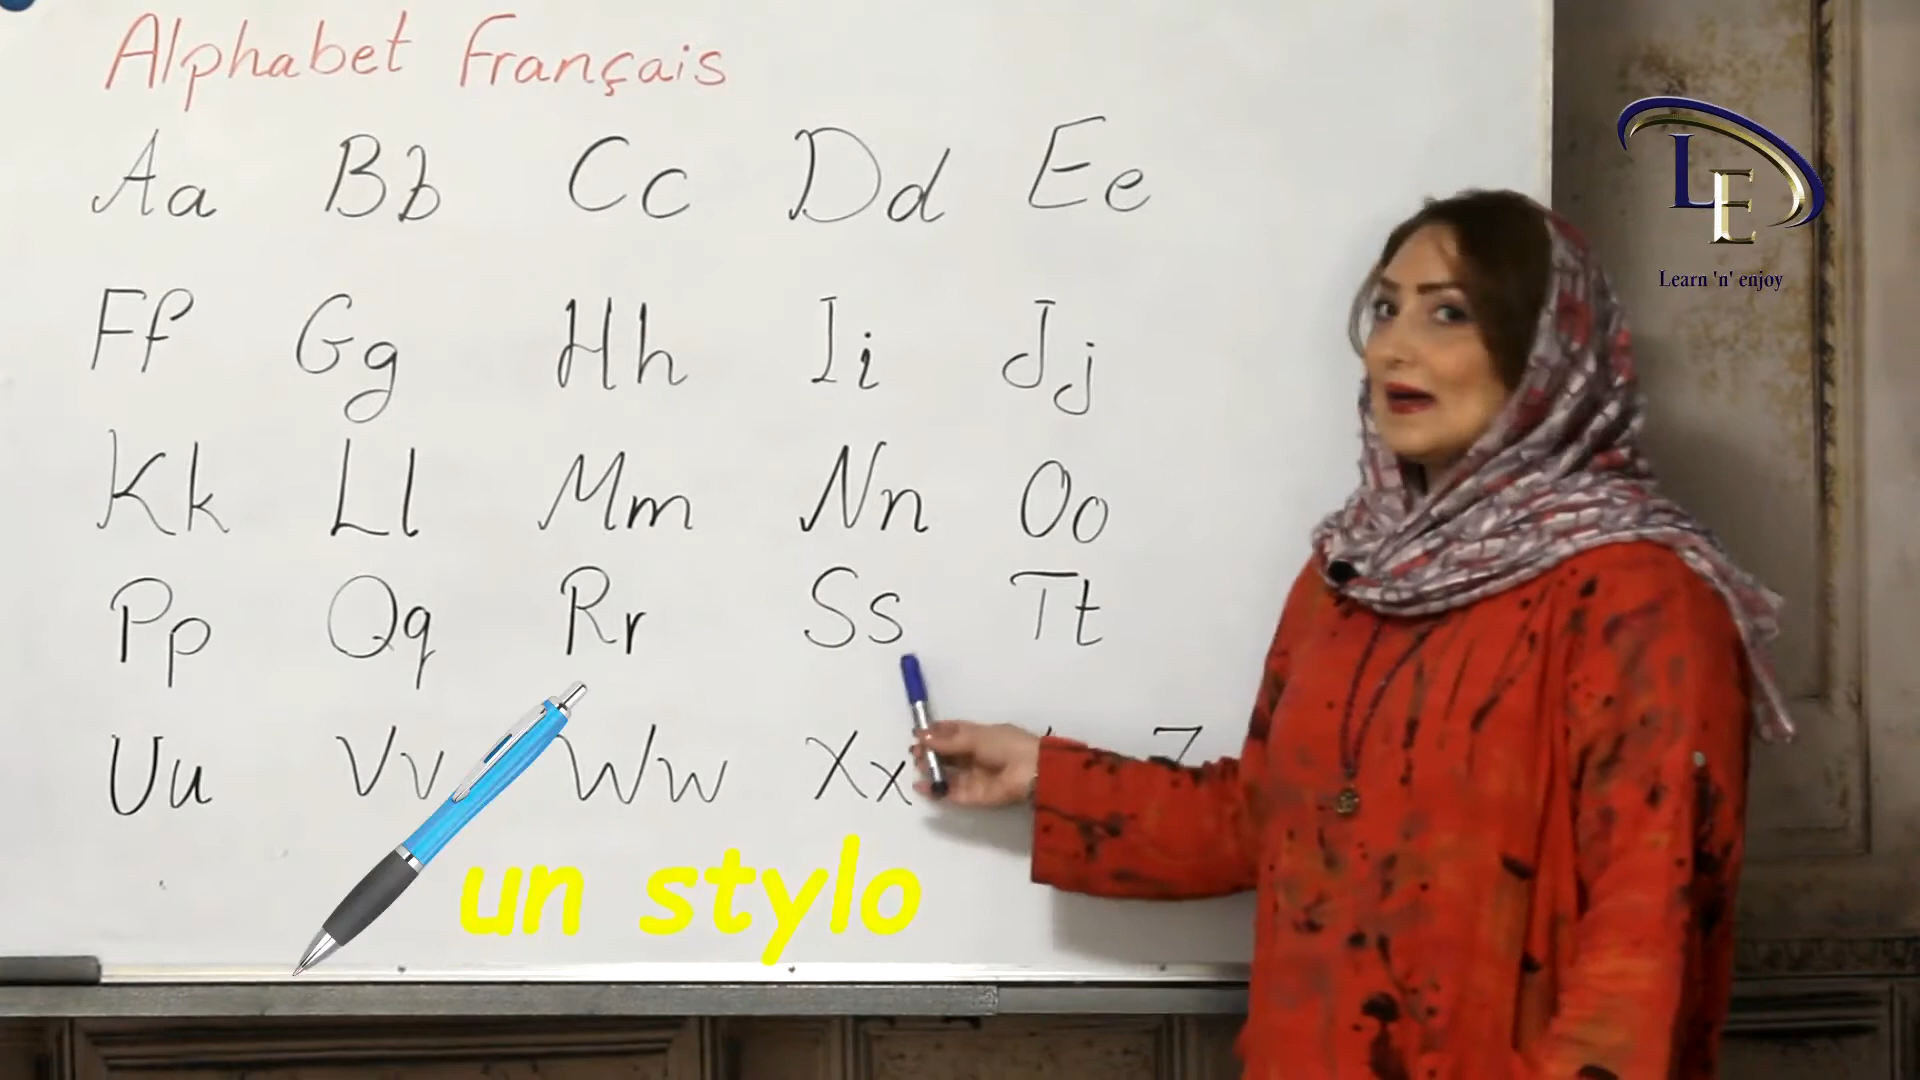 Alphabet Français
Aa Bb Cc Dd Ee
Ff Gg Hh Ii Jj
Kk Ll Mm Nn Oo
Pp Qq Rr Ss Tt
Uu Vv Ww Xx Z
un stylo
LE
Learn 'n' enjoy